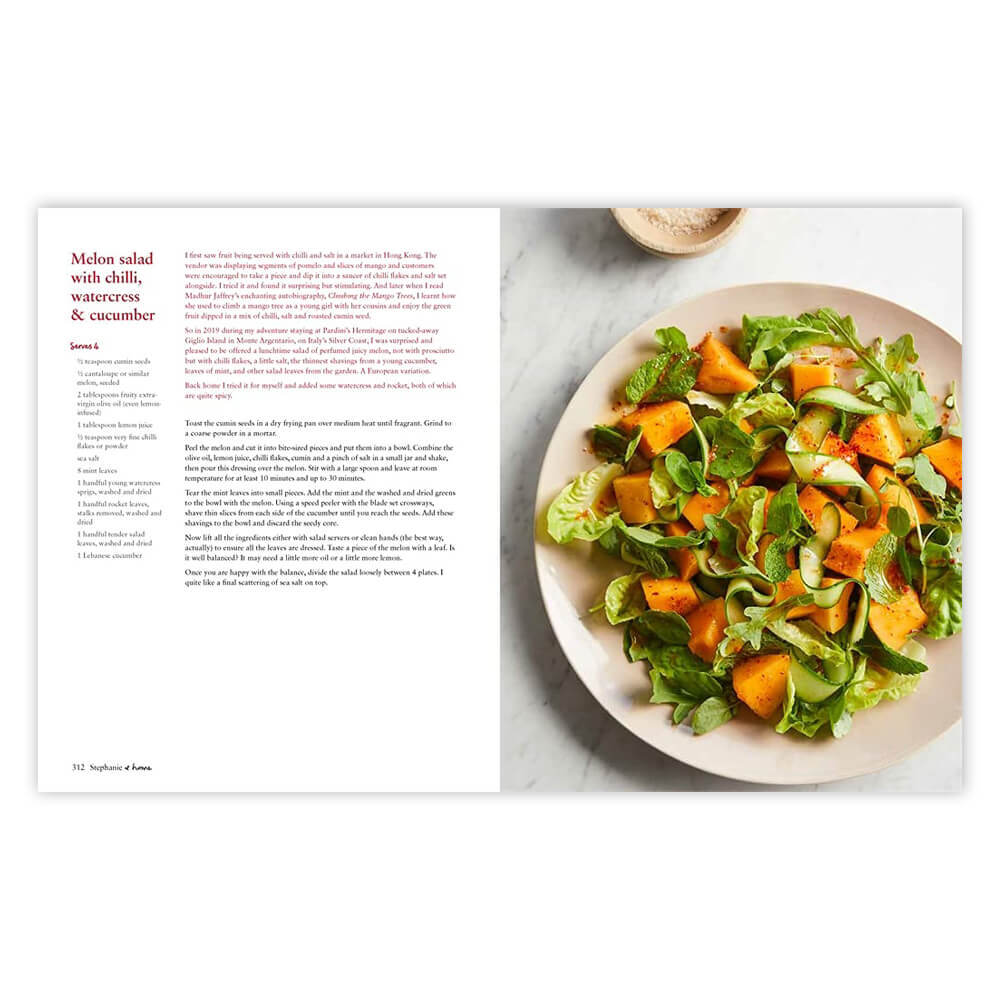 Melon salad
with chilli,
watercress
& cucumber
Serves 4
½ teaspoon cumin seeds
½ cantaloupe or similar
melon, seeded
2 tablespoons fruity extra-
virgin olive oil (even lemon-
infused)
1 tablespoon lemon juice
½ teaspoon very fine chilli
flakes or powder
sea salt
8 mint leaves
1 handful young watercress
sprigs, washed and dried
1 handful rocket leaves,
stalks removed, washed and
dried
1 handful tender salad
leaves, washed and dried
1 Lebanese cucumber
I first saw fruit being served with chilli and salt in a market in Hong Kong. The
vendor was displaying segments of pomelo and slices of mango and customers
were encouraged to take a piece and dip it into a saucer of chilli flakes and salt set
alongside. I tried it and found it surprising but stimulating. And later when I read
Madhur Jaffrey's enchanting autobiography, Climbing the Mango Trees, I learnt how
she used to climb a mango tree as a young girl with her cousins and enjoy the green
fruit dipped in a mix of chilli, salt and roasted cumin seed.
So in 2019 during my adventure staying at Pardini's Hermitage on tucked-away
Giglio Island in Monte Argentario, on Italy's Silver Coast, I was surprised and
pleased to be offered a lunchtime salad of perfumed juicy melon, not with prosciutto
but with chilli flakes, a little salt, the thinnest shavings from a young cucumber,
leaves of mint, and other salad leaves from the garden. A European variation.
Back home I tried it for myself and added some watercress and rocket, both of which
are quite spicy.
Toast the cumin seeds in a dry frying pan over medium heat until fragrant. Grind to
a coarse powder in a mortar.
Peel the melon and cut it into bite-sized pieces and put them into a bowl. Combine the
olive oil, lemon juice, chilli flakes, cumin and a pinch of salt in a small jar and shake,
then pour this dressing over the melon. Stir with a large spoon and leave at room
temperature for at least 10 minutes and up to 30 minutes.
Tear the mint leaves into small pieces. Add the mint and the washed and dried greens
to the bowl with the melon. Using a speed peeler with the blade set crossways,
shave thin slices from each side of the cucumber until you reach the seeds. Add these
shavings to the bowl and discard the seedy core.
Now lift all the ingredients either with salad servers or clean hands (the best way,
actually) to ensure all the leaves are dressed. Taste a piece of the melon with a leaf. Is
it well balanced? It may need a little more oil or a little more lemon.
Once you are happy with the balance, divide the salad loosely between 4 plates. I
quite like a final scattering of sea salt on top.
312 Stephanie at home